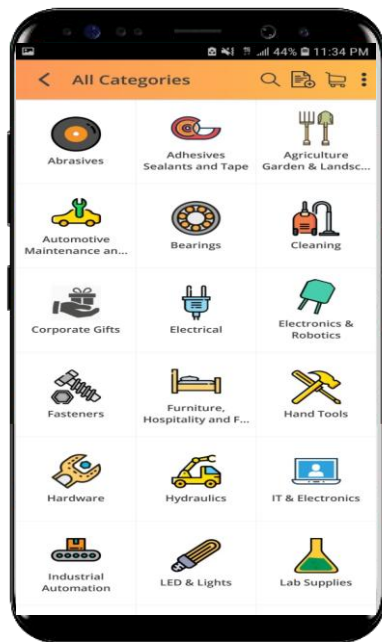 44% 11:34 PM
All Categories
Abrasives
Adhesives
Sealants and Tape
Agriculture
Garden & Landsc...
Automotive
Maintenance an...
Bearings
Cleaning
Corporate Gifts
Electrical
Electronics &
Robotics
Fasteners
Furniture,
Hospitality and F...
Hand Tools
Hardware
Hydraulics
IT & Electronics
Industrial
Automation
LED & Lights
Lab Supplies